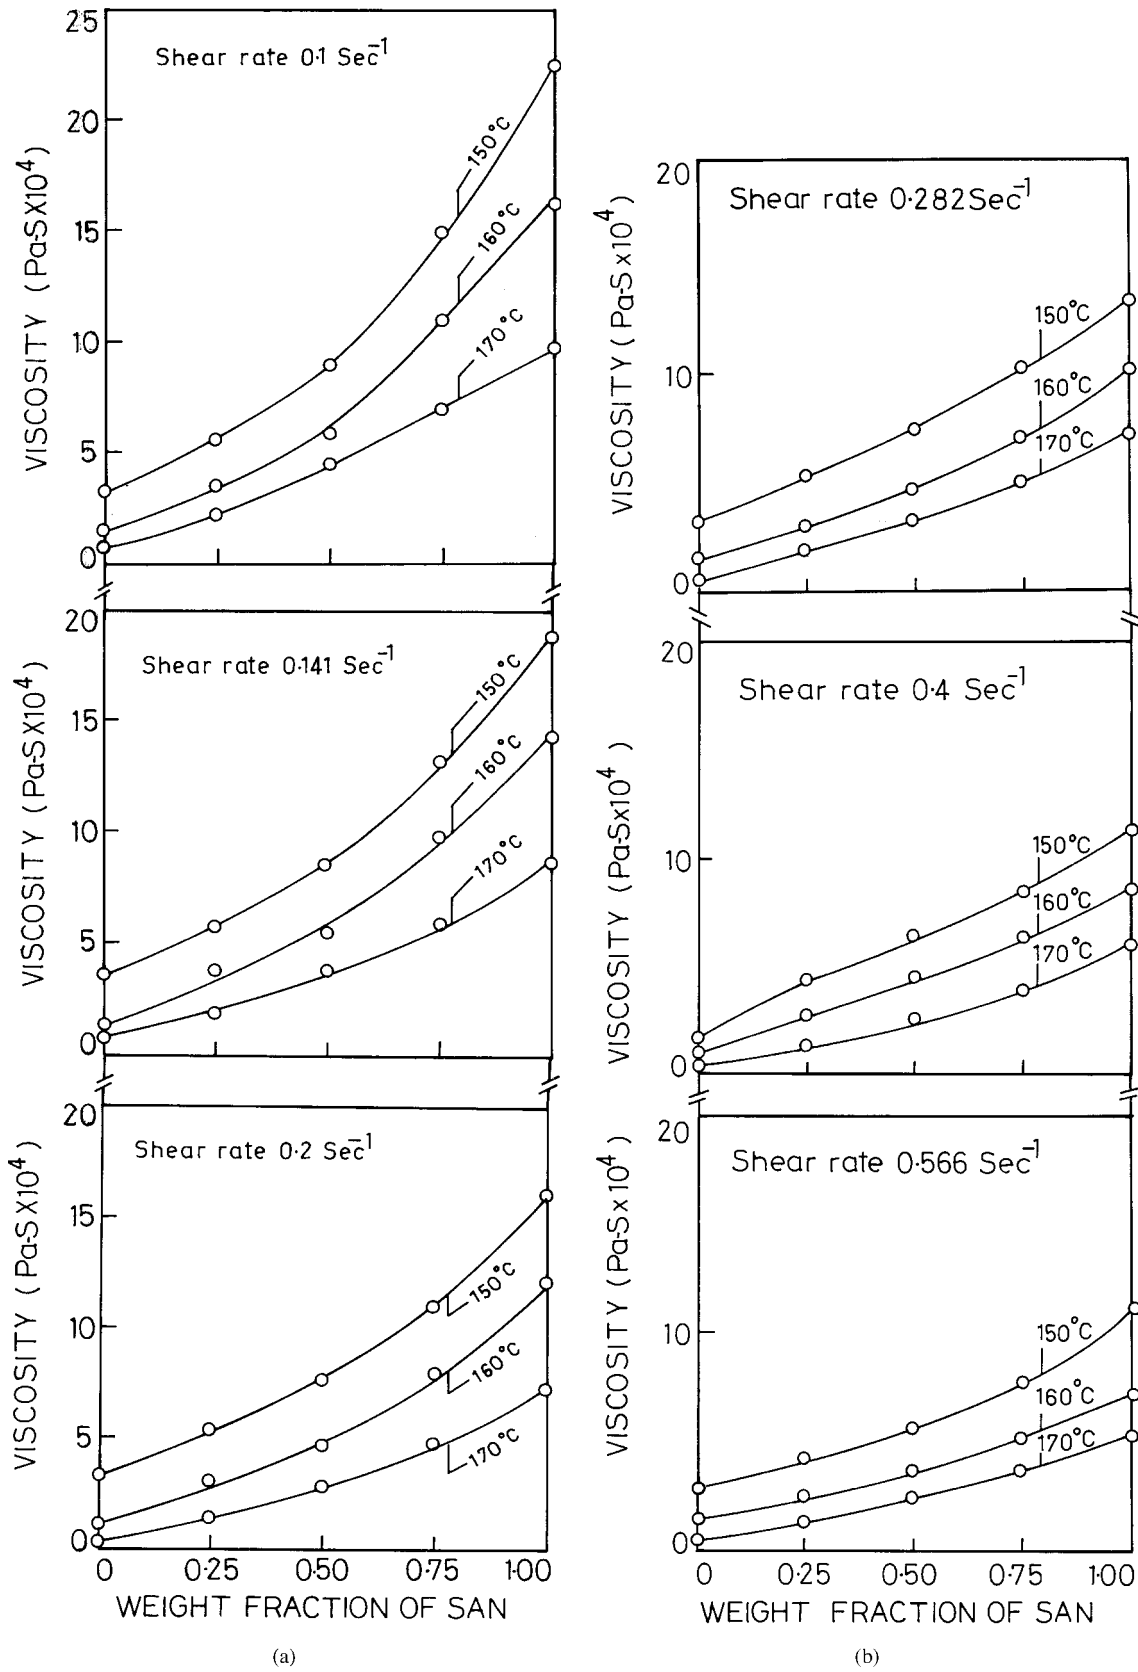 25
20
15
10
5
0
VISCOSITY (Pa-S X10⁴)
Shear rate 0·1 Sec⁻¹
150°C
160°C
170°C
20
15
10
5
0
VISCOSITY (Pa-S X10⁴)
Shear rate 0·141 Sec⁻¹
150°C
160°C
170°C
20
15
10
5
0
VISCOSITY (Pa-S X10⁴)
Shear rate 0·2 Sec⁻¹
150°C
160°C
170°C
0 0·25 0·50 0·75 1·00
WEIGHT FRACTION OF SAN
(a)
20
10
0
VISCOSITY (Pa-S x10⁴)
Shear rate 0·282 Sec⁻¹
150°C
160°C
170°C
20
10
0
VISCOSITY (Pa-S x10⁴)
Shear rate 0·4 Sec⁻¹
150°C
160°C
170°C
20
10
0
VISCOSITY (Pa-S x10⁴)
Shear rate 0·566 Sec⁻¹
150°C
160°C
170°C
0 0·25 0·50 0·75 1·00
WEIGHT FRACTION OF SAN
(b)